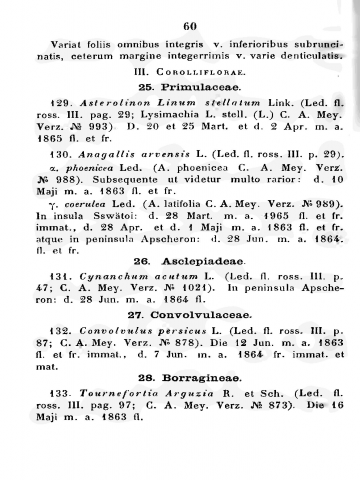 60
Variat foliis omnibus integris v. inferioribus subrunci-
natis, ceterum margine integerrimis v. varie denticulatis.
III. COROLLIFLORAE.
25. Primulaceae.
129. Asterolinon Linum stellatum Link. (Led. fl.
ross. III. pag. 29; Lysimachia L. stell. (L.) C. A. Mey.
Verz. № 993) D. 20 et 25 Mart. et d. 2 Apr. m. a.
1865 fl. et fr.
130. Anagallis arvensis L. (Led. fl. ross. III. p. 29).
α. phoenicea Led. (A. phoenicea C. A. Mey. Verz.
№ 988). Subsequente ut videtur multo rarior: d. 10
Maji m. a. 1863 fl. et fr.
γ. coerulea Led. (A. latifolia C. A. Mey. Verz. № 989).
In insula Sswätoi: d. 28 Mart. m. a. 1965 fl. et fr.
immat., d. 28 Apr. et d. 1 Maji m. a. 1863 fl. et fr.
atque in peninsula Apscheron: d. 28 Jun. m. a. 1864.
fl. et fr.
26. Asclepiadeae.
131. Cynanchum acutum L. (Led. fl. ross. III. p.
47; C. A. Mey. Verz. № 1021). In peninsula Apsche-
ron: d. 28 Jun. m. a. 1864 fl.
27. Convolvulaceae.
132. Convolvulus persicus L. (Led. fl. ross. III. p.
87; C. A. Mey. Verz. № 878). Die 12 Jun. m. a. 1863
fl. et fr. immat., d. 7 Jun. m. a. 1864 fr. immat. et
mat.
28. Borragineae.
133. Tournefortia Arguzia R. et Sch. (Led. fl.
ross. III. pag. 97; C. A. Mey. Verz. № 873). Die 16
Maji m. a. 1863 fl.